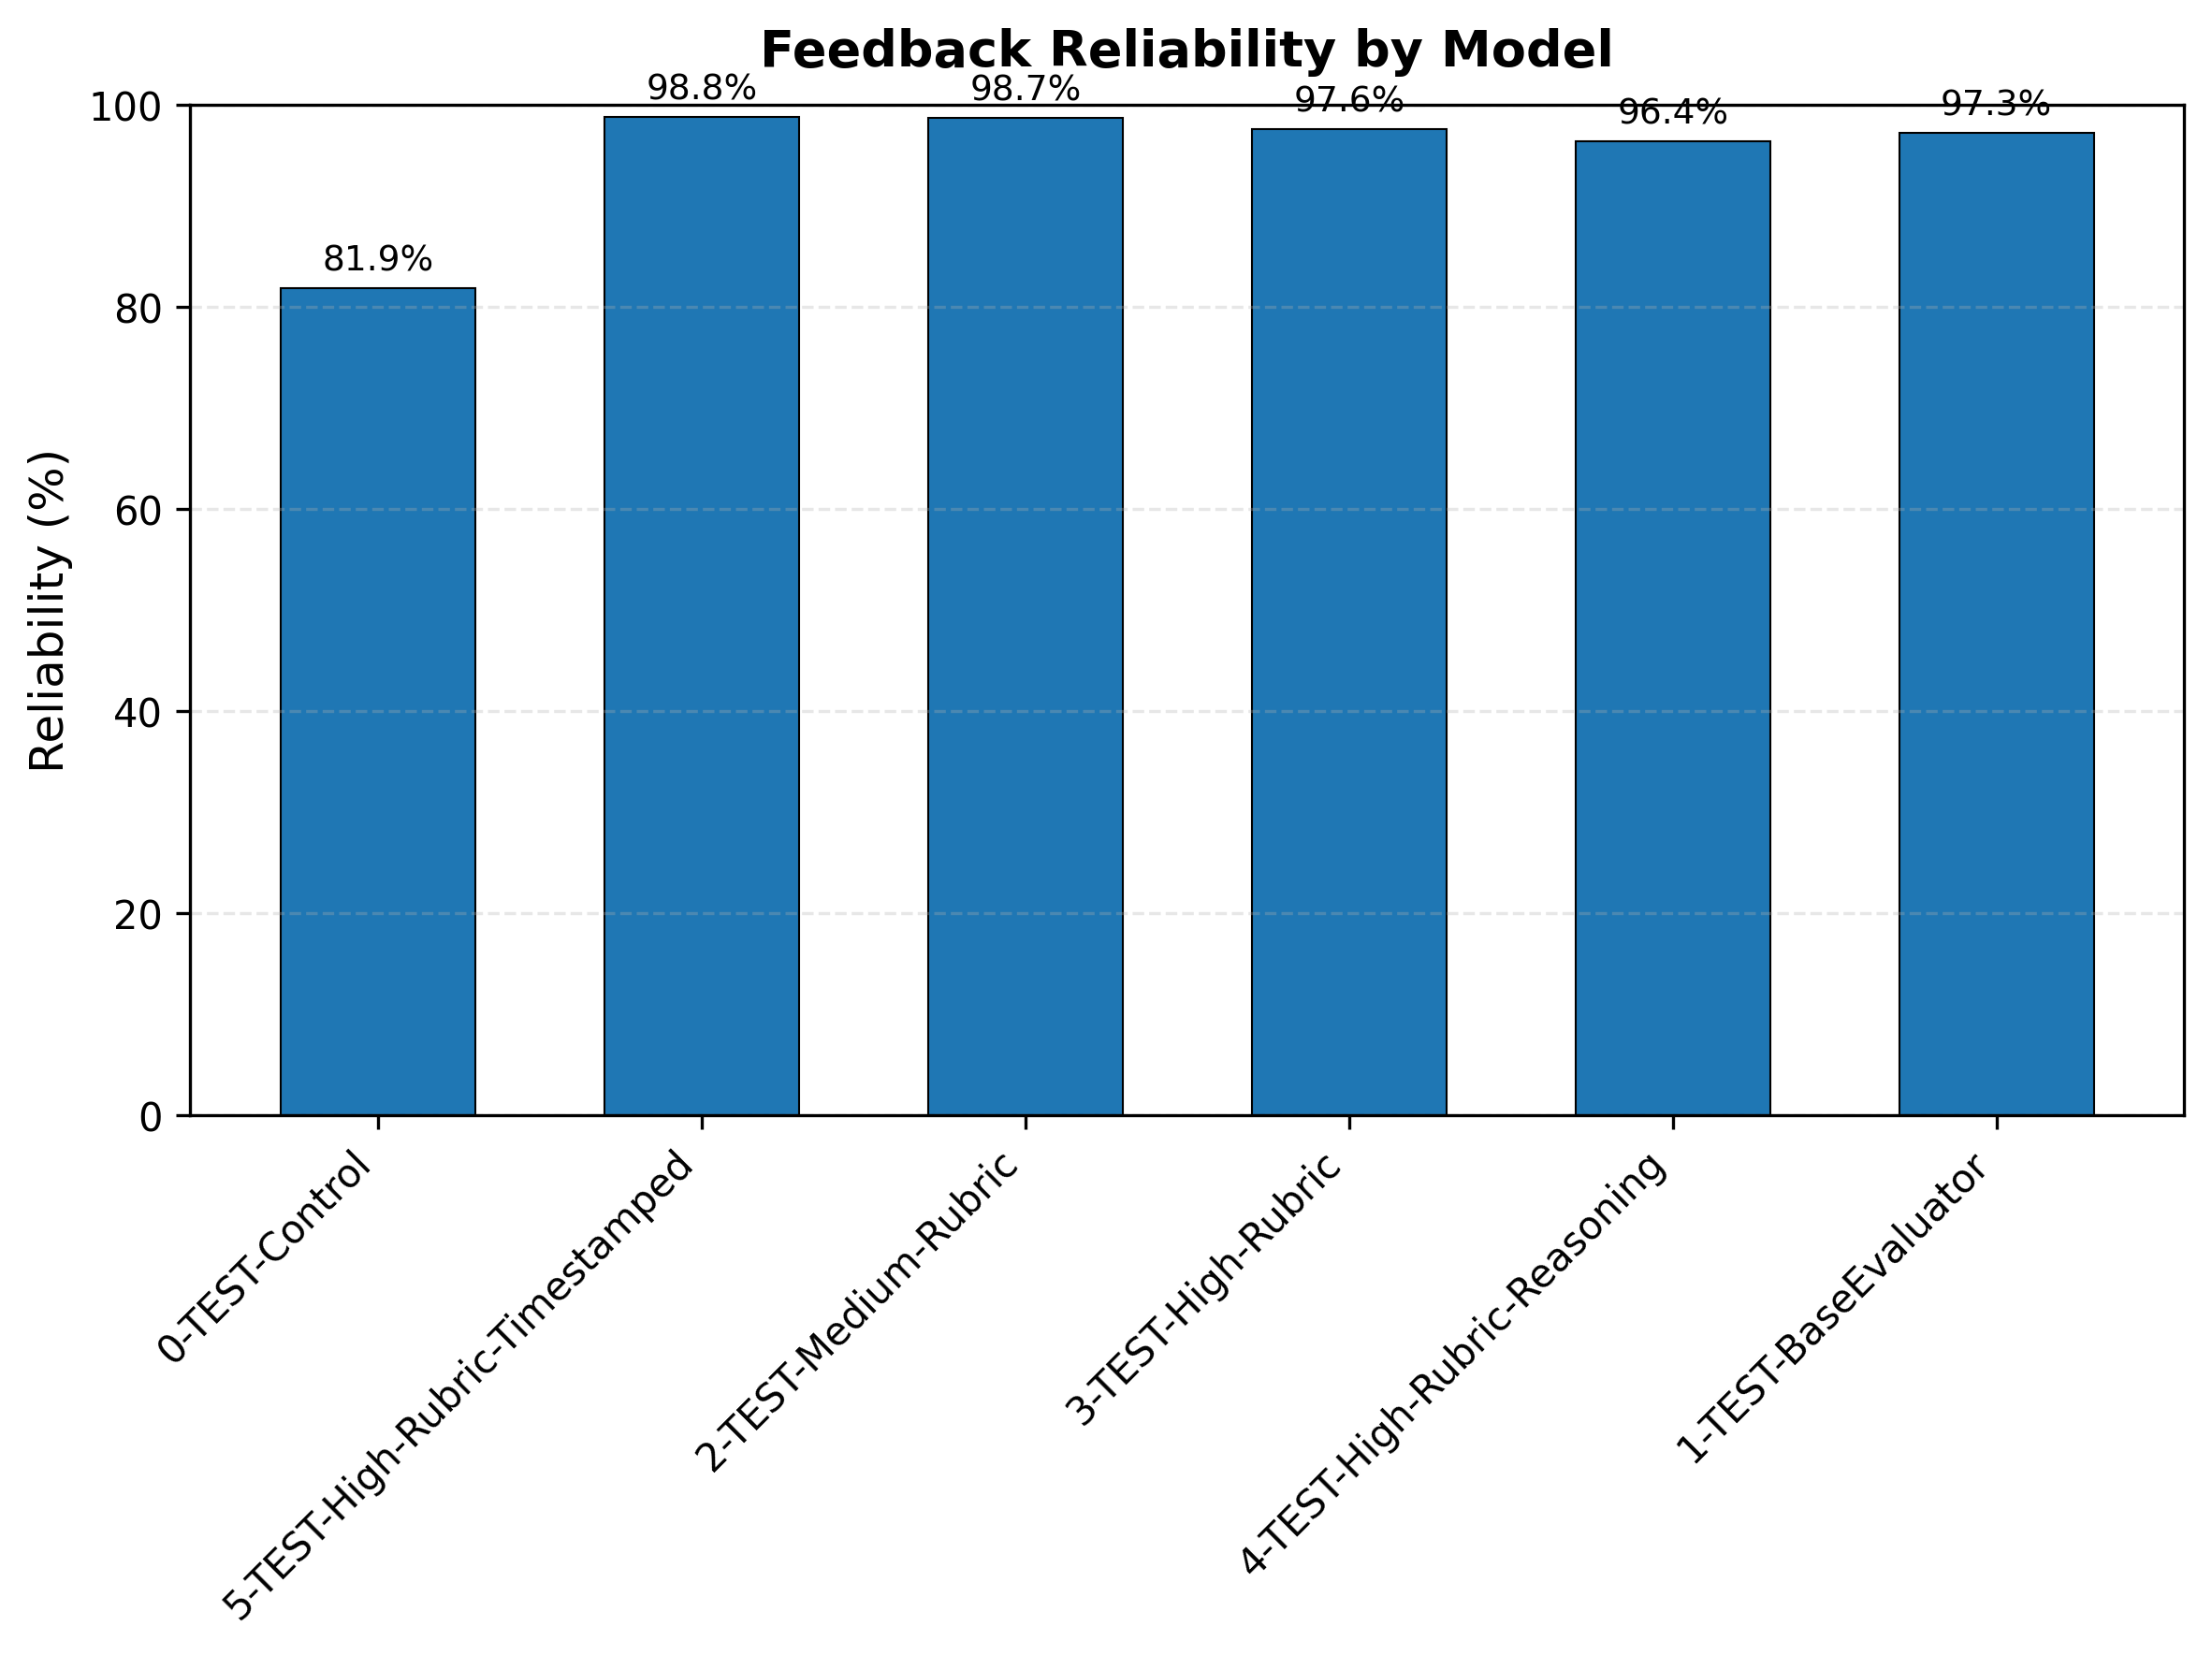 Feedback Reliability by Model
98.8%
98.7%
97.6%
96.4%
97.3%
81.9%
100
80
60
40
20
0
Reliability (%)
0-TEST-Control
5-TEST-High-Rubric-Timestamped
2-TEST-Medium-Rubric
3-TEST-High-Rubric
4-TEST-High-Rubric-Reasoning
1-TEST-BaseEvaluator